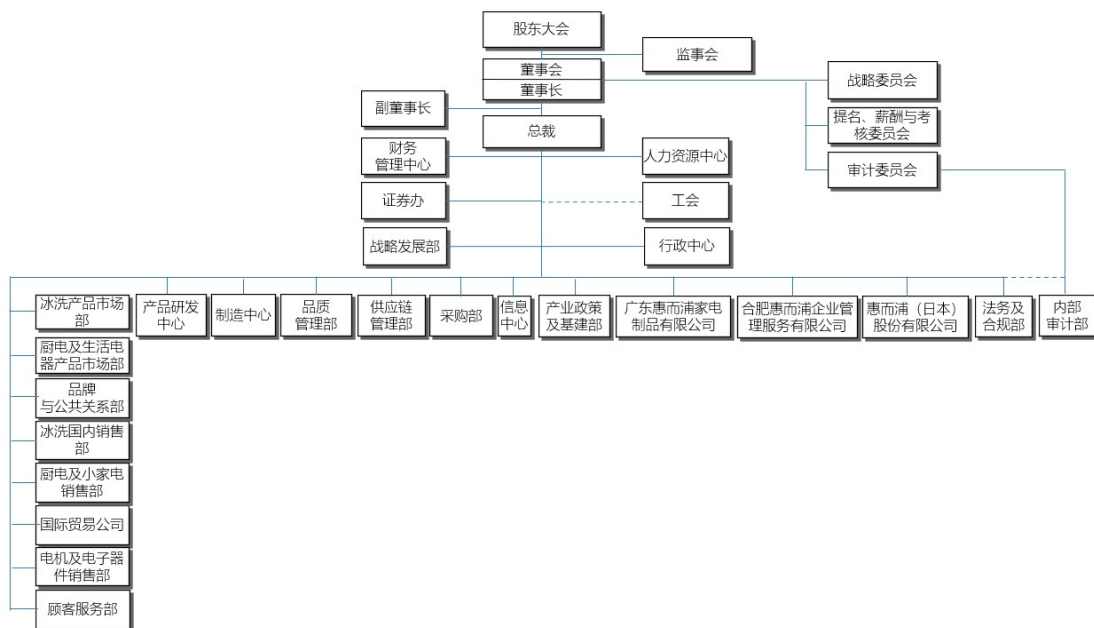 股东大会
监事会
董事会
董事长
战略委员会
副董事长
提名、薪酬与考
核委员会
总裁
财务
管理中心
人力资源中心
审计委员会
证券办
工会
战略发展部
行政中心
冰洗产品市场
部
产品研发
中心
制造中心
品质
管理部
供应链
管理部
采购部
信息
中心
产业政策
及基建部
广东惠而浦家电
制品有限公司
合肥惠而浦企业管
理服务有限公司
惠而浦（日本）
股份有限公司
法务及
合规部
内部
审计部
厨电及生活电
器产品市场部
品牌
与公共关系部
冰洗国内销售
部
厨电及小家电
销售部
国际贸易公司
电机及电子器
件销售部
顾客服务部